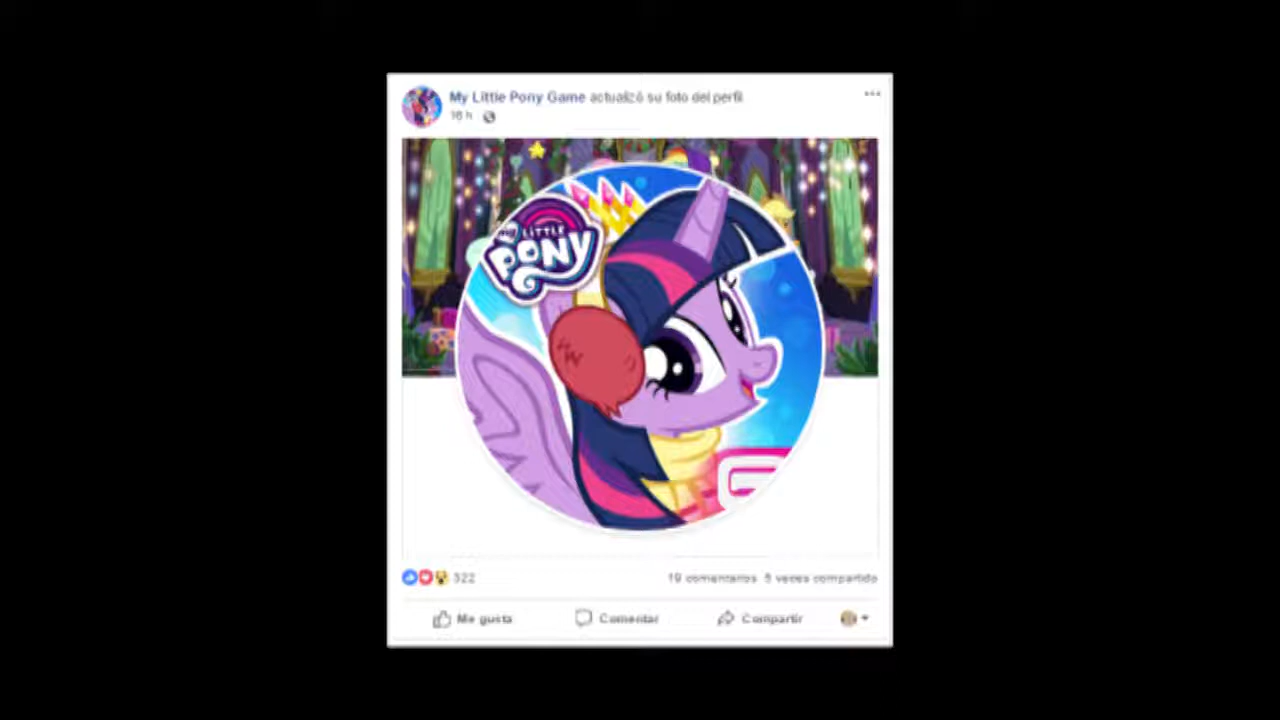 My Little Pony Game actualizó su foto del perfil
16 h
my LiTTLE
PONY
322
19 comentarios 5 veces compartido
Me gusta
Comentar
Compartir